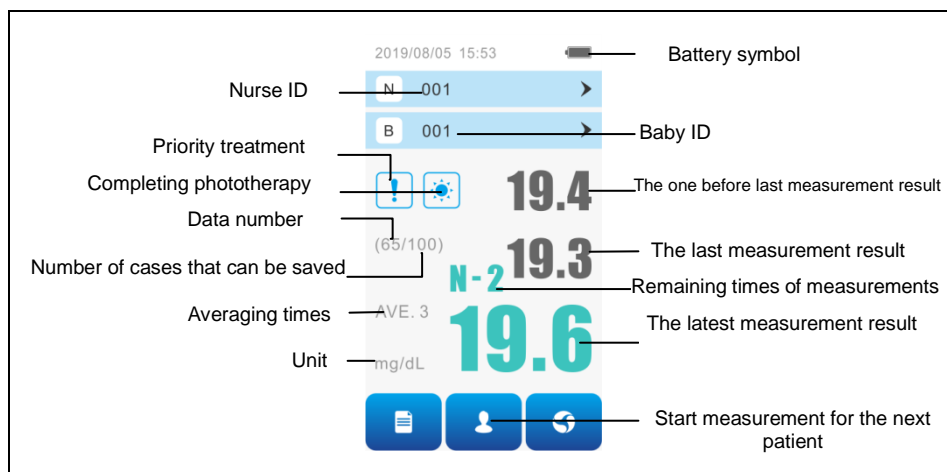 2019/08/05 15:53
Battery symbol
Nurse ID
N 001
B 001
Baby ID
Priority treatment
Completing phototherapy
!
19.4
The one before last measurement result
Data number
(65/100)
19.3
The last measurement result
Number of cases that can be saved
N-2
Remaining times of measurements
Averaging times
AVE. 3
19.6
The latest measurement result
Unit
mg/dL
Start measurement for the next
patient